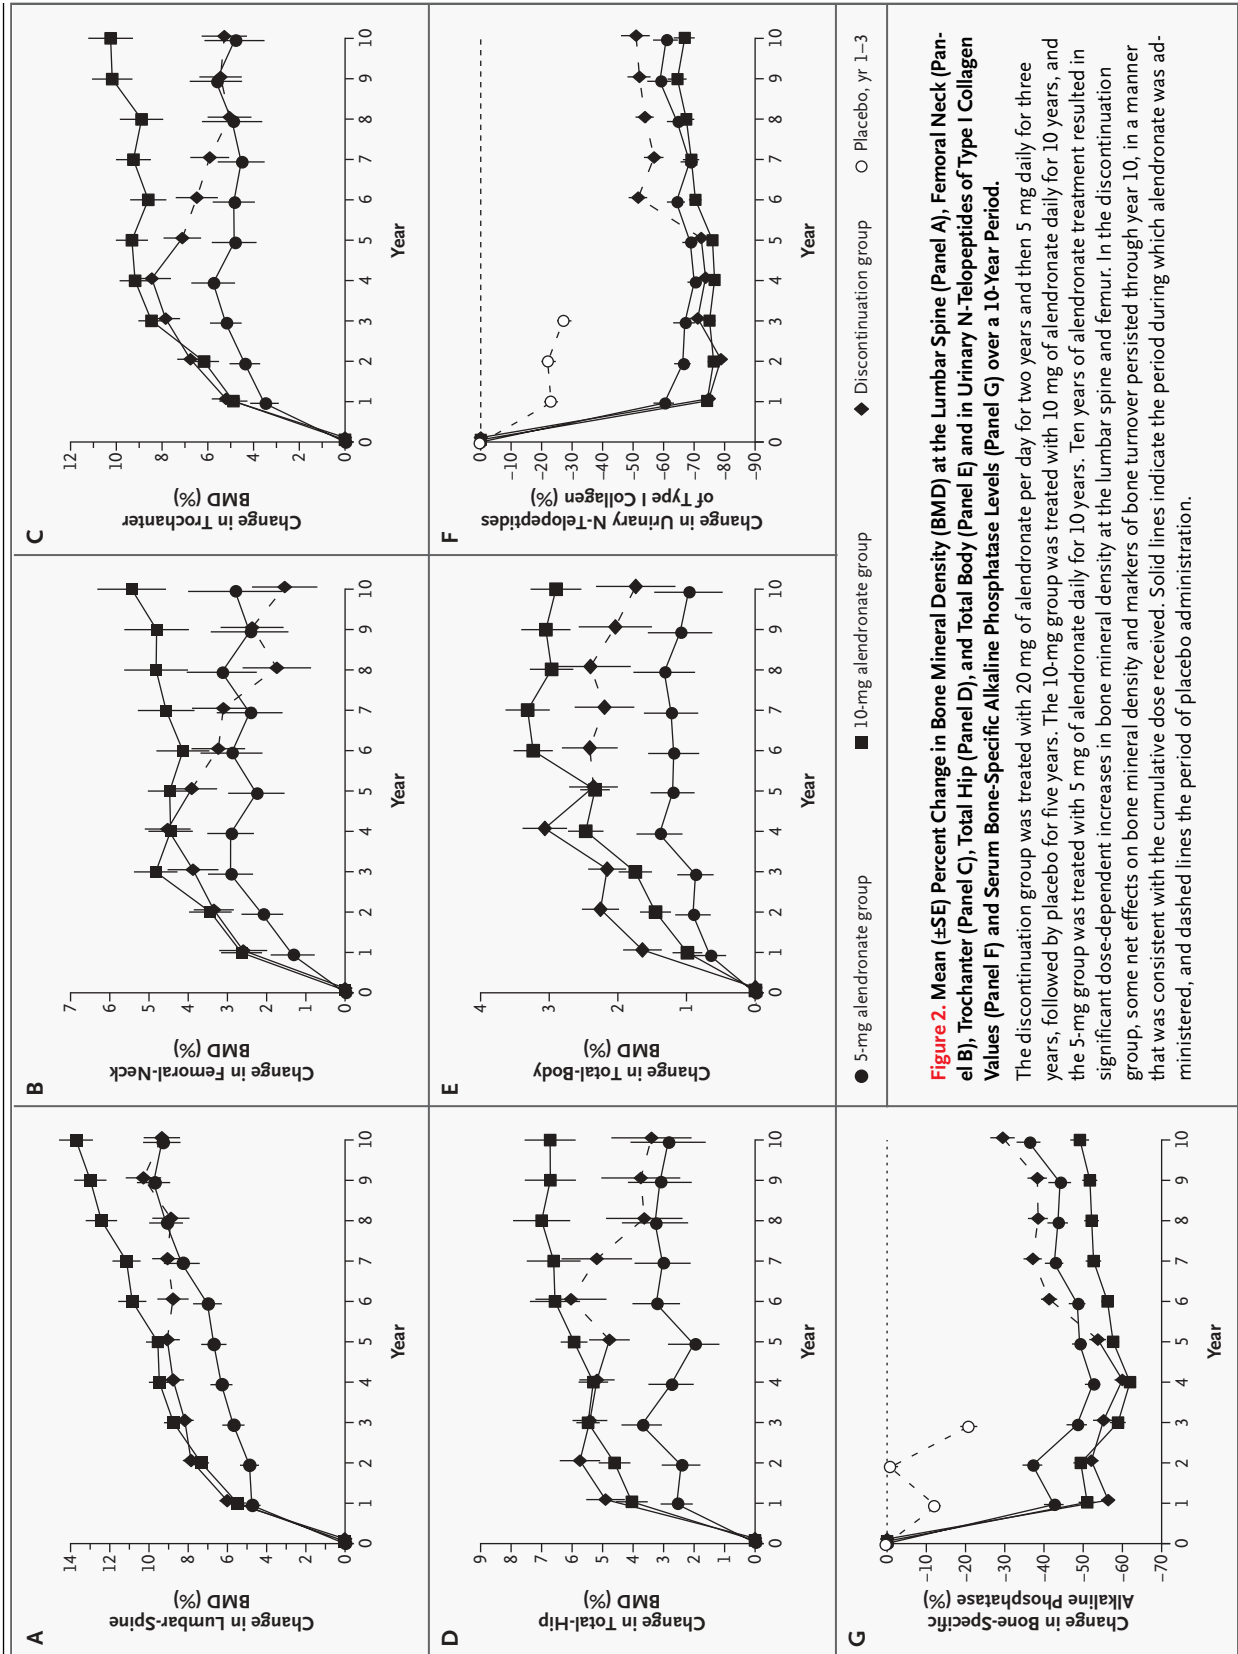 A
Change in Lumbar-Spine
BMD (%)
14
12
10
8
6
4
2
0
0 1 2 3 4 5 6 7 8 9 10
Year
B
Change in Femoral-Neck
BMD (%)
7
6
5
4
3
2
1
0
0 1 2 3 4 5 6 7 8 9 10
Year
C
Change in Trochanter
BMD (%)
12
10
8
6
4
2
0
0 1 2 3 4 5 6 7 8 9 10
Year
D
Change in Total-Hip
BMD (%)
9
8
7
6
5
4
3
2
1
0
0 1 2 3 4 5 6 7 8 9 10
Year
E
Change in Total-Body
BMD (%)
4
3
2
1
0
0 1 2 3 4 5 6 7 8 9 10
Year
F
Change in Urinary N-Telopeptides
of Type I Collagen (%)
0
−10
−20
−30
−40
−50
−60
−70
−80
−90
0 1 2 3 4 5 6 7 8 9 10
Year
G
Change in Bone-Specific
Alkaline Phosphatase
(%)
0
−10
−20
−30
−40
−50
−60
−70
0 1 2 3 4 5 6 7 8 9 10
Year
5-mg alendronate group
10-mg alendronate group
Discontinuation group
Placebo, yr 1–3
Figure 2. Mean (±SE) Percent Change in Bone Mineral Density (BMD) at the Lumbar Spine (Panel A), Femoral Neck (Pan-
el B), Trochanter (Panel C), Total Hip (Panel D), and Total Body (Panel E) and in Urinary N-Telopeptides of Type I Collagen
Values (Panel F) and Serum Bone-Specific Alkaline Phosphatase Levels (Panel G) over a 10-Year Period.
The discontinuation group was treated with 20 mg of alendronate per day for two years and then 5 mg daily for three
years, followed by placebo for five years. The 10-mg group was treated with 10 mg of alendronate daily for 10 years, and
the 5-mg group was treated with 5 mg of alendronate daily for 10 years. Ten years of alendronate treatment resulted in
significant dose-dependent increases in bone mineral density at the lumbar spine and femur. In the discontinuation
group, some net effects on bone mineral density and markers of bone turnover persisted through year 10, in a manner
that was consistent with the cumulative dose received. Solid lines indicate the period during which alendronate was ad-
ministered, and dashed lines the period of placebo administration.